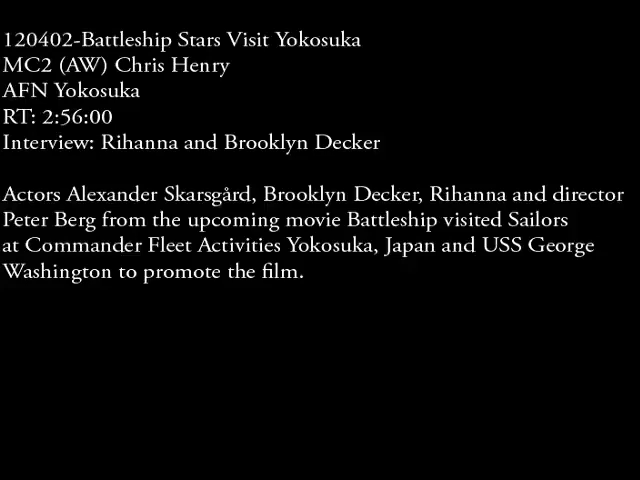 120402-Battleship Stars Visit Yokosuka
MC2 (AW) Chris Henry
AFN Yokosuka
RT: 2:56:00
Interview: Rihanna and Brooklyn Decker
Actors Alexander Skarsgård, Brooklyn Decker, Rihanna and director
Peter Berg from the upcoming movie Battleship visited Sailors
at Commander Fleet Activities Yokosuka, Japan and USS George
Washington to promote the film.